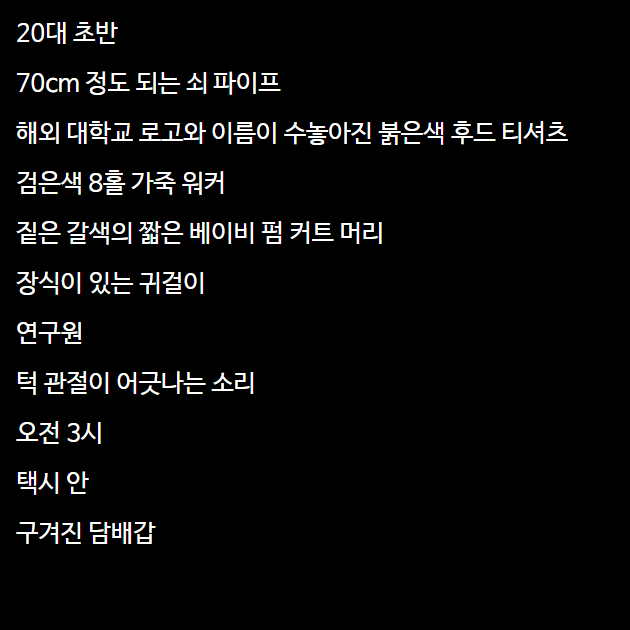 20대 초반
70cm 정도 되는 쇠 파이프
해외 대학교 로고와 이름이 수놓아진 붉은색 후드 티셔츠
검은색 8홀 가죽 워커
짙은 갈색의 짧은 베이비 펌 커트 머리
장식이 있는 귀걸이
연구원
턱 관절이 어긋나는 소리
오전 3시
택시 안
구겨진 담배갑